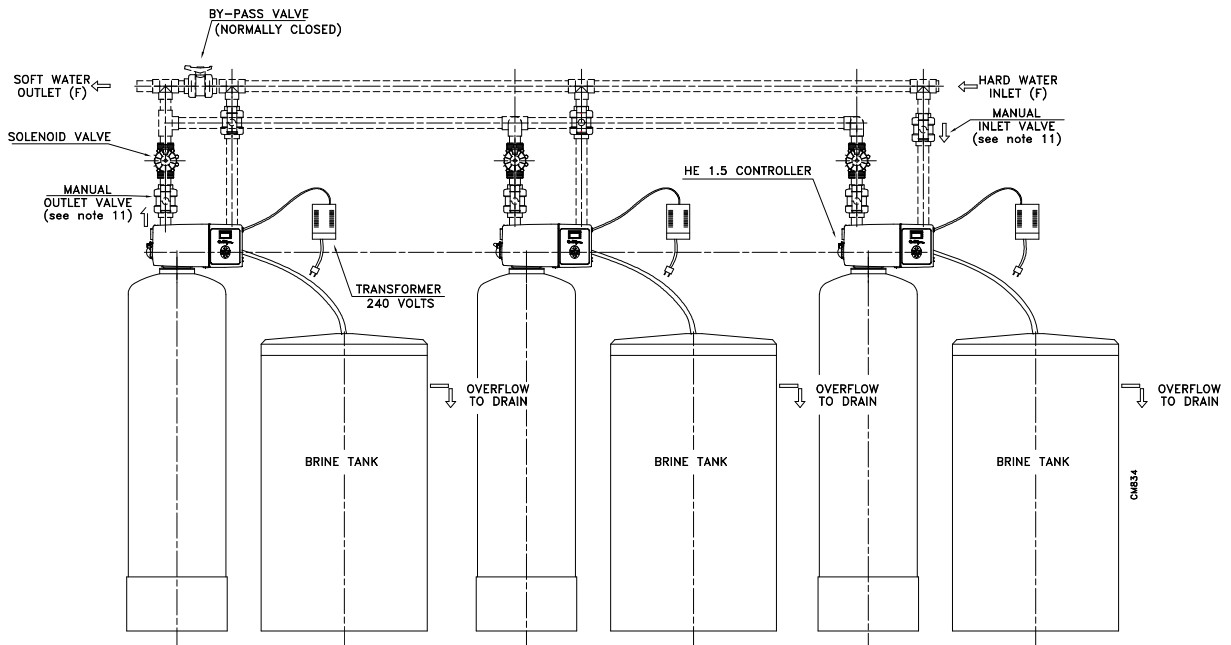 BY-PASS VALVE
(NORMALLY CLOSED)
SOFT WATER
OUTLET (F)
HARD WATER
INLET (F)
MANUAL
INLET VALVE
(see note 11)
SOLENOID VALVE
MANUAL
OUTLET VALVE
(see note 11)
HE 1.5 CONTROLLER
TRANSFORMER
240 VOLTS
OVERFLOW
TO DRAIN
OVERFLOW
TO DRAIN
OVERFLOW
TO DRAIN
BRINE TANK
BRINE TANK
BRINE TANK
CM834